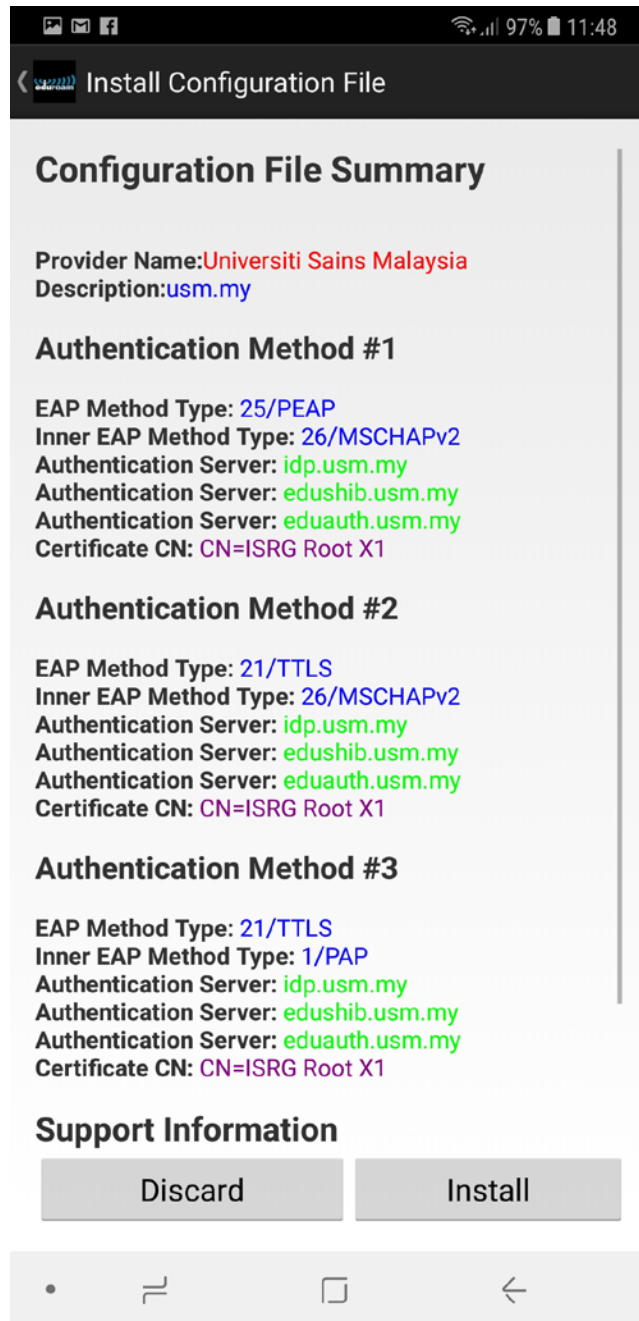 97% 11:48
eduroam Install Configuration File
Configuration File Summary
Provider Name:Universiti Sains Malaysia
Description:usm.my
Authentication Method #1
EAP Method Type: 25/PEAP
Inner EAP Method Type: 26/MSCHAPv2
Authentication Server: idp.usm.my
Authentication Server: edushib.usm.my
Authentication Server: eduauth.usm.my
Certificate CN: CN=ISRG Root X1
Authentication Method #2
EAP Method Type: 21/TTLS
Inner EAP Method Type: 26/MSCHAPv2
Authentication Server: idp.usm.my
Authentication Server: edushib.usm.my
Authentication Server: eduauth.usm.my
Certificate CN: CN=ISRG Root X1
Authentication Method #3
EAP Method Type: 21/TTLS
Inner EAP Method Type: 1/PAP
Authentication Server: idp.usm.my
Authentication Server: edushib.usm.my
Authentication Server: eduauth.usm.my
Certificate CN: CN=ISRG Root X1
Support Information
Discard Install